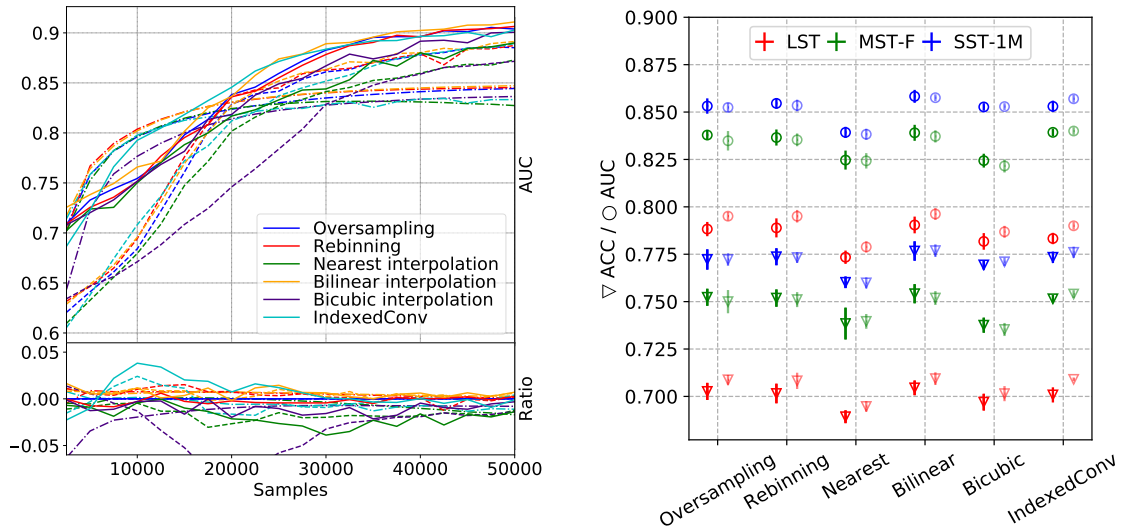 0.9
0.85
0.8
0.75
0.7
0.65
0.6
AUC
Oversampling
Rebinning
Nearest interpolation
Bilinear interpolation
Bicubic interpolation
IndexedConv
0.05
0.00
−0.05
Ratio
10000 20000 30000 40000 50000
Samples
0.900
0.875
0.850
0.825
0.800
0.775
0.750
0.725
0.700
▽ ACC / ○ AUC
LST MST-F SST-1M
Oversampling
Rebinning
Nearest
Bilinear
Bicubic
IndexedConv